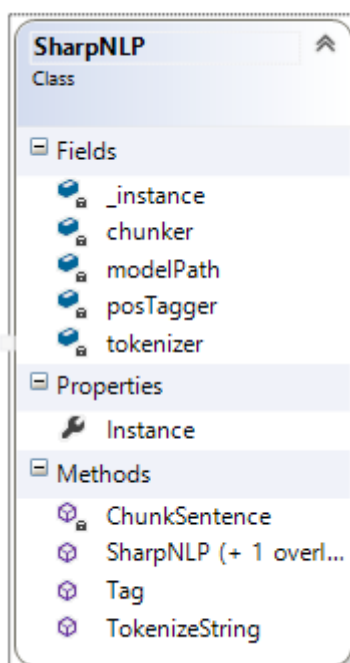 SharpNLP
Class
Fields
_instance
chunker
modelPath
posTagger
tokenizer
Properties
Instance
Methods
ChunkSentence
SharpNLP (+ 1 overl...
Tag
TokenizeString